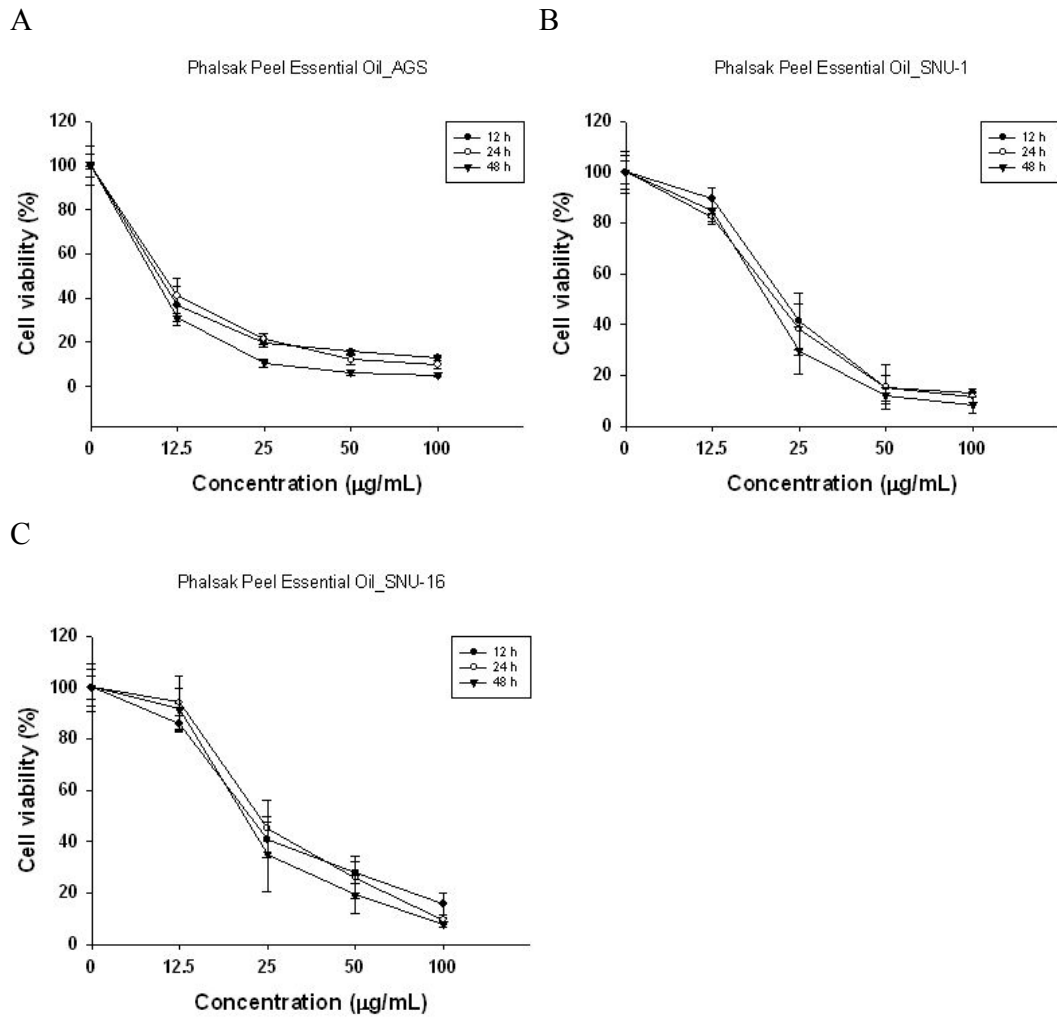 A
Phalsak Peel Essential Oil_AGS
120
100
80
60
40
20
0
Cell viability (%)
12 h
24 h
48 h
0 12.5 25 50 100
Concentration (µg/mL)
B
Phalsak Peel Essential Oil_SNU-1
120
100
80
60
40
20
0
Cell viability (%)
12 h
24 h
48 h
0 12.5 25 50 100
Concentration (µg/mL)
C
Phalsak Peel Essential Oil_SNU-16
120
100
80
60
40
20
0
Cell viability (%)
12 h
24 h
48 h
0 12.5 25 50 100
Concentration (µg/mL)